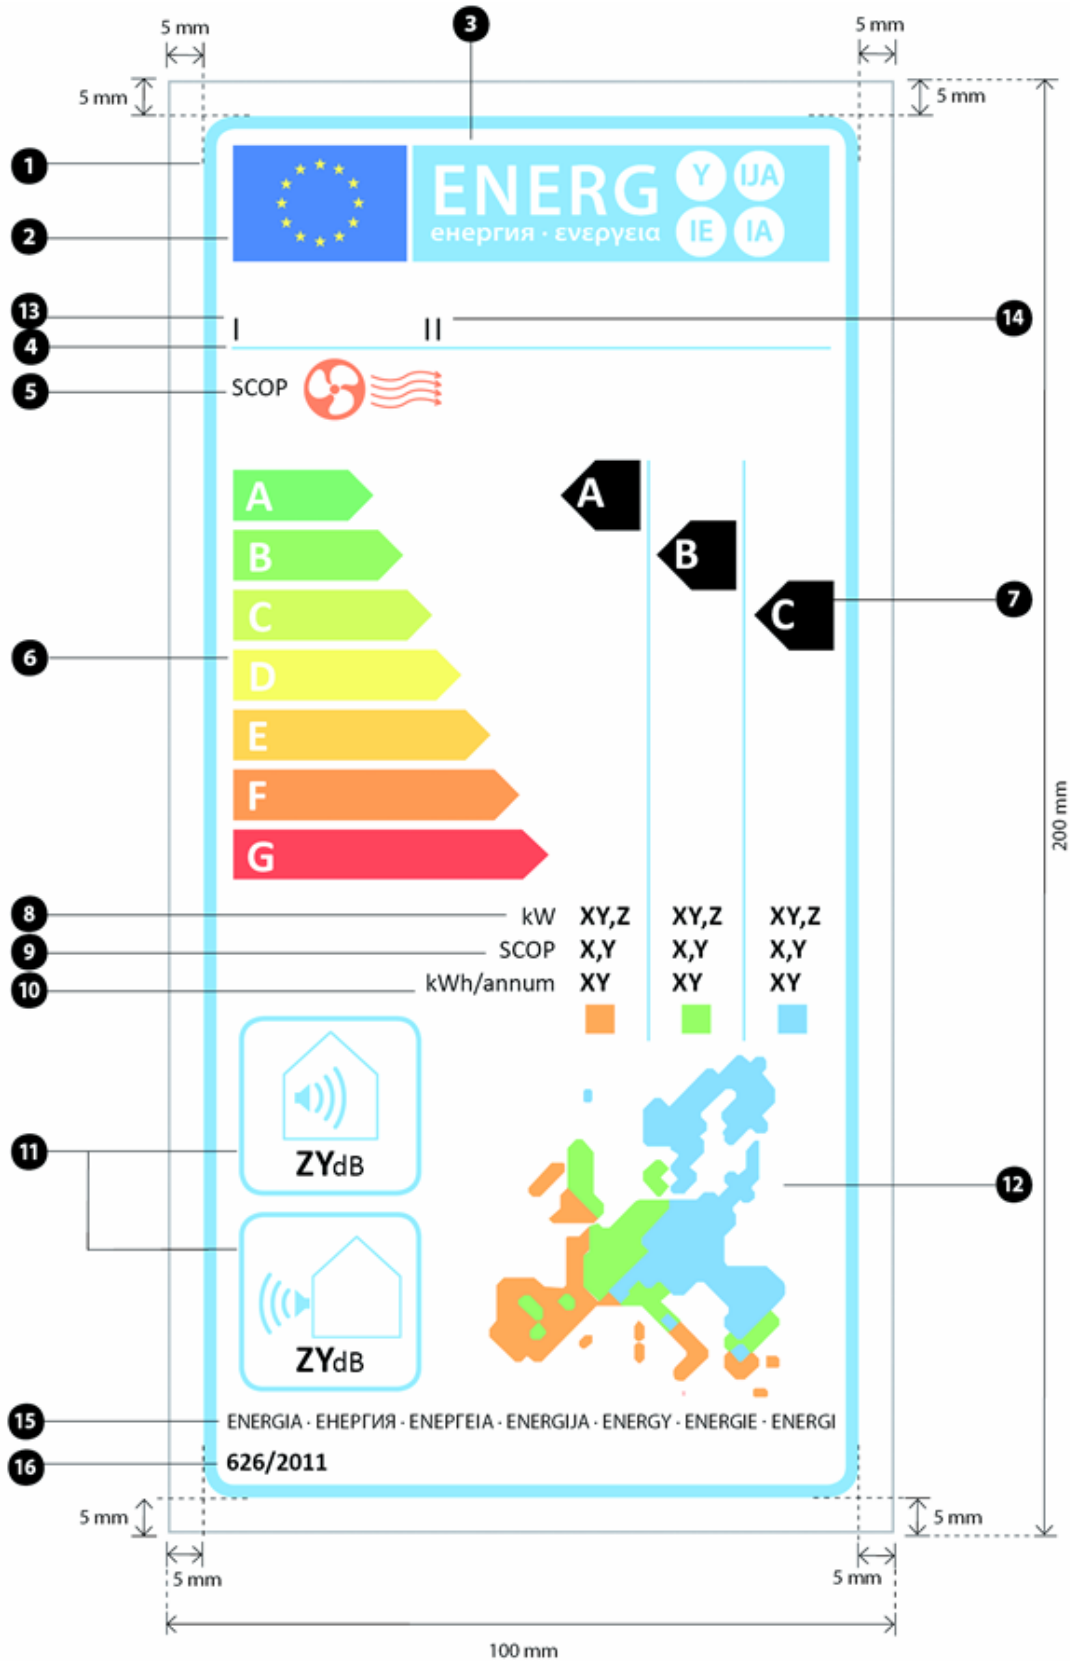 3
5 mm
5 mm
5 mm
5 mm
1
ENERG Y IJA
2
енергия · ενεργεια IE IA
13
I
II
14
4
5
SCOP
A
A
B
B
C
C
7
6
D
E
F
G
200 mm
8
kW XY,Z XY,Z XY,Z
9
SCOP X,Y X,Y X,Y
10
kWh/annum XY XY XY
11
ZYdB
12
ZYdB
15
ENERGIA · ЕНЕРГИЯ · ΕΝΕΡΓΕΙΑ · ENERGIJA · ENERGY · ENERGIE · ENERGI
16
626/2011
5 mm
5 mm
5 mm
5 mm
100 mm